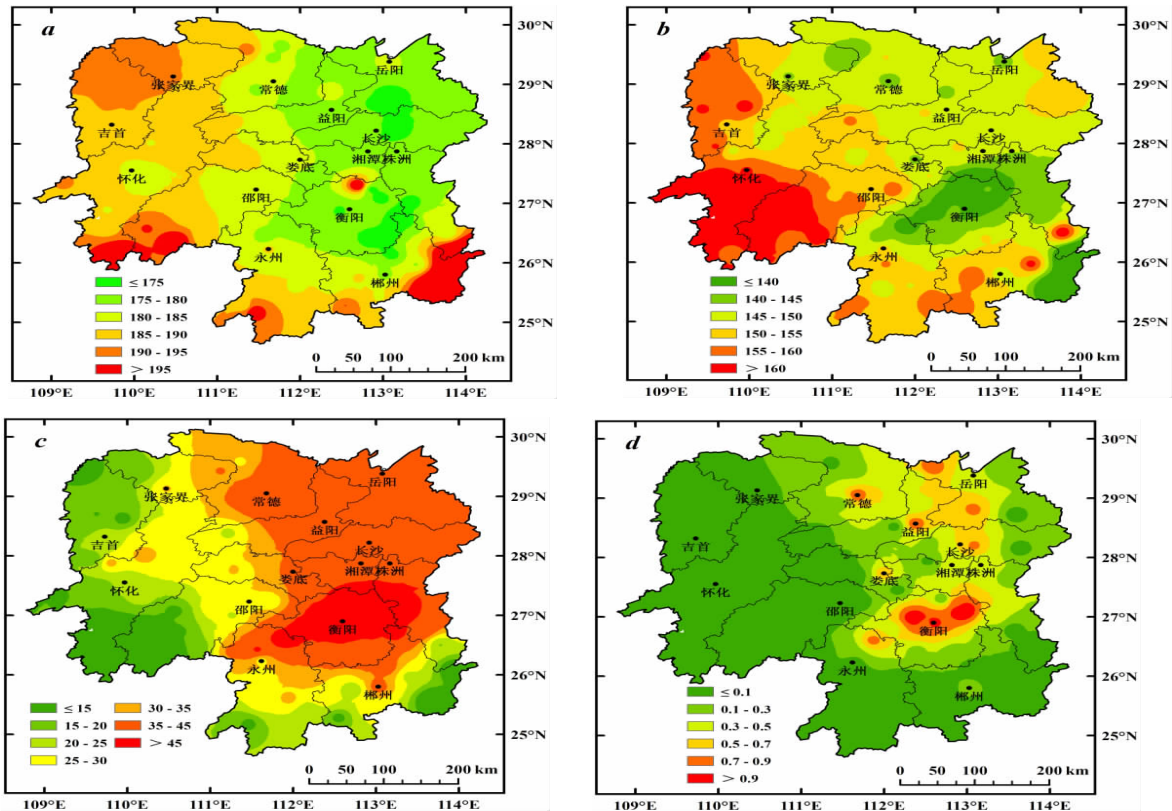 a
30°N
29°N
28°N
27°N
26°N
25°N
岳阳
张家界
常德
益阳
吉首
长沙
湘潭 株洲
娄底
怀化
邵阳
衡阳
永州
郴州
≤ 175
175 - 180
180 - 185
185 - 190
190 - 195
> 195
0 50 100 200 km
109°E 110°E 111°E 112°E 113°E 114°E
b
30°N
29°N
28°N
27°N
26°N
25°N
岳阳
张家界
常德
益阳
吉首
长沙
湘潭 株洲
娄底
怀化
邵阳
衡阳
永州
郴州
≤ 140
140 - 145
145 - 150
150 - 155
155 - 160
> 160
0 50 100 200 km
109°E 110°E 111°E 112°E 113°E 114°E
c
30°N
29°N
28°N
27°N
26°N
25°N
岳阳
张家界
常德
益阳
吉首
长沙
湘潭 株洲
娄底
怀化
邵阳
衡阳
永州
郴州
≤ 15 30 - 35
15 - 20 35 - 45
20 - 25 > 45
25 - 30
0 50 100 200 km
109°E 110°E 111°E 112°E 113°E 114°E
d
30°N
29°N
28°N
27°N
26°N
25°N
岳阳
张家界
常德
益阳
吉首
长沙
湘潭 株洲
娄底
怀化
邵阳
衡阳
永州
郴州
≤ 0.1
0.1 - 0.3
0.3 - 0.5
0.5 - 0.7
0.7 - 0.9
> 0.9
0 50 100 200 km
109°E 110°E 111°E 112°E 113°E 114°E